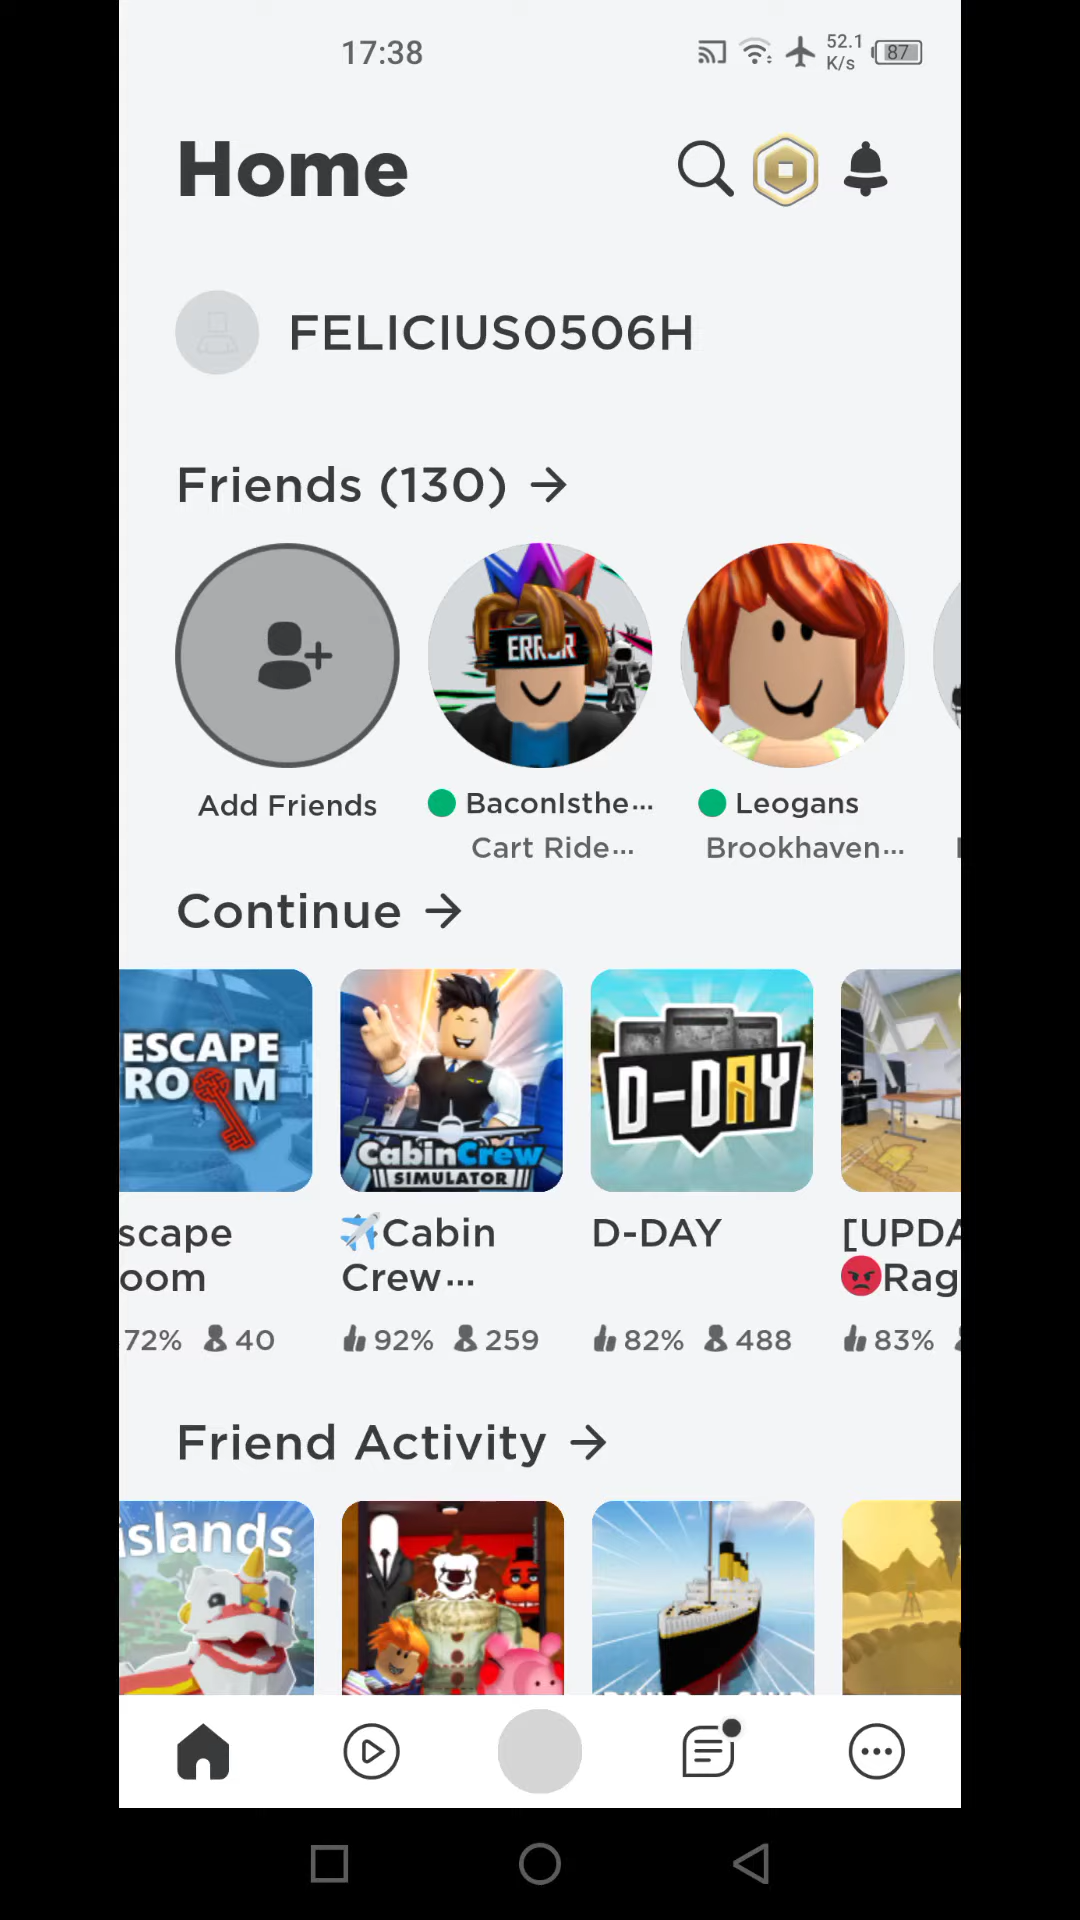 17:38
52.1
K/s
87
Home
FELICIUS0506H
Friends (130) →
ERROR
Add Friends
BaconIsthe...
Leogans
Cart Ride...
Brookhaven...
Continue →
ESCAPE
ROOM
CabinCrew
SIMULATOR
D-DAY
scape
oom
✈️Cabin
Crew...
D-DAY
[UPDA
😡Rag
72% 40
92% 259
82% 488
83%
Friend Activity →
islands